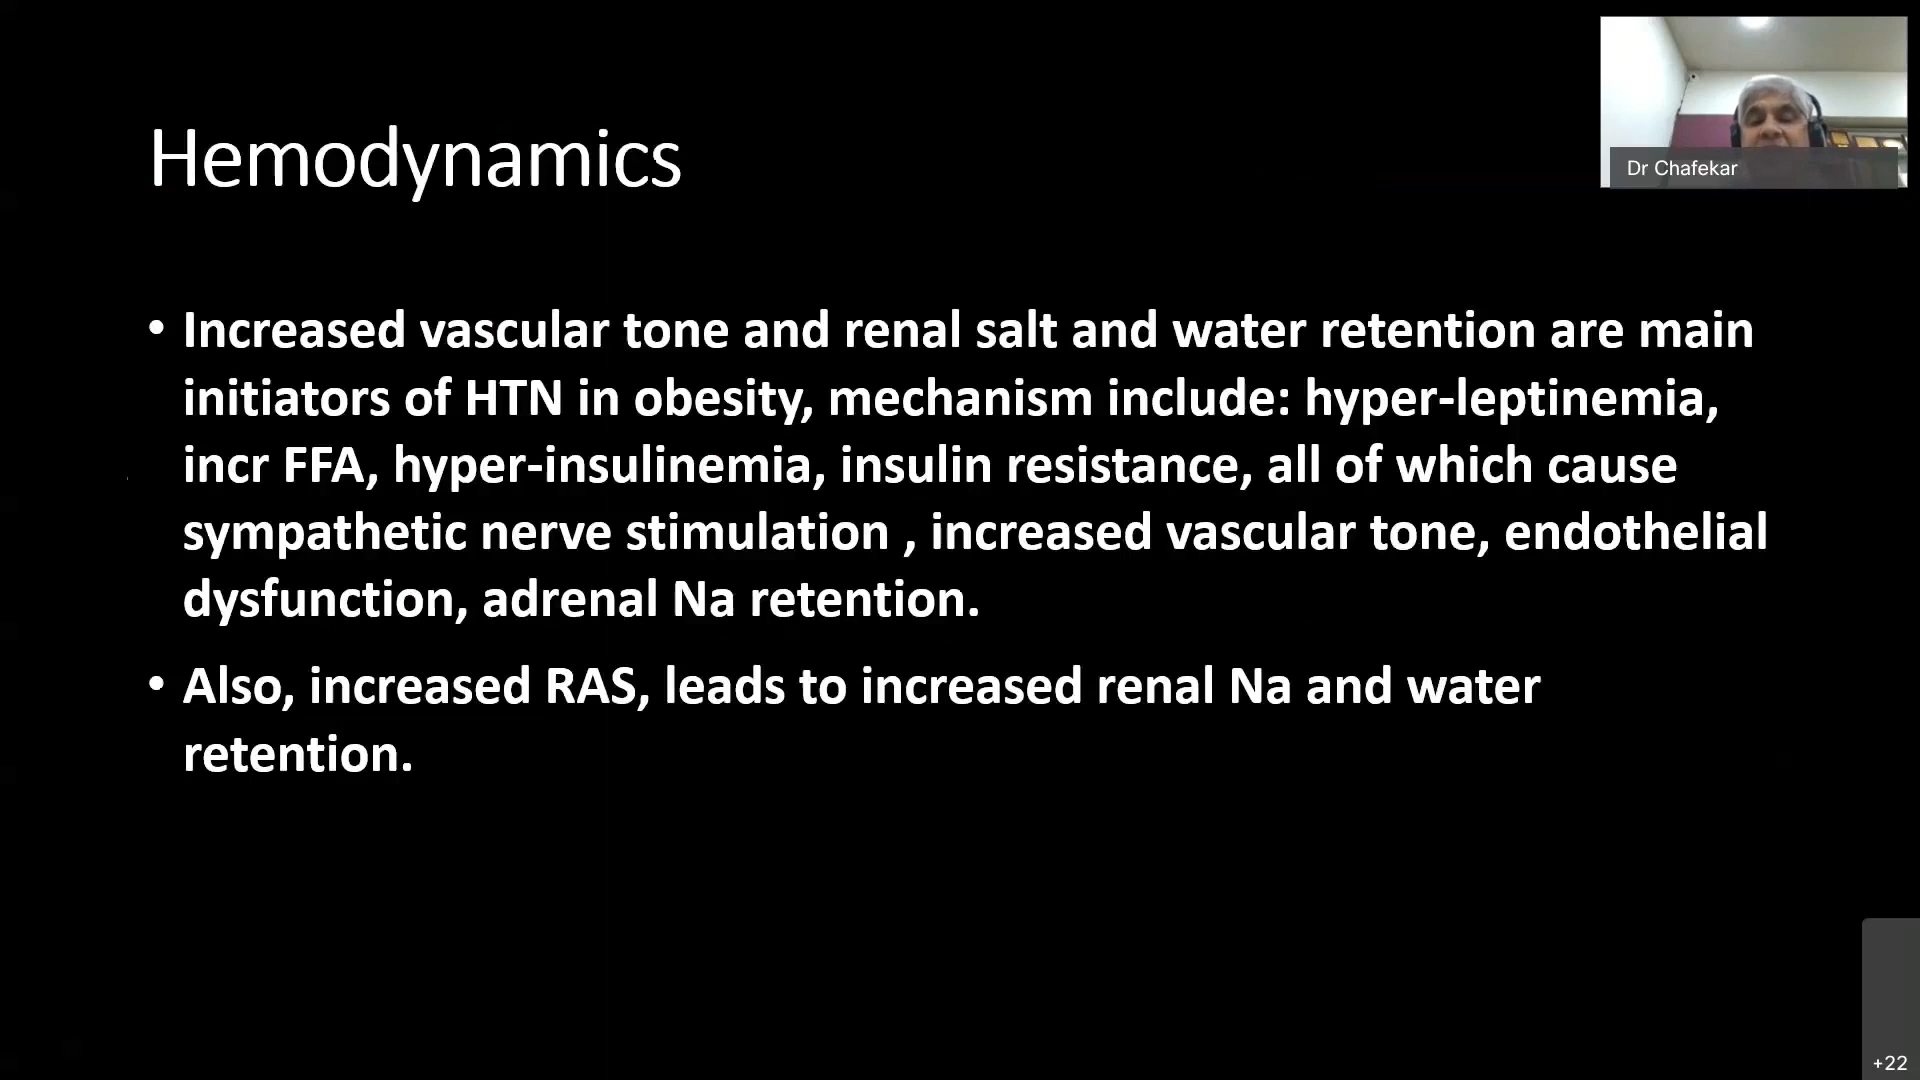 Hemodynamics
Dr Chafekar
• Increased vascular tone and renal salt and water retention are main
initiators of HTN in obesity, mechanism include: hyper-leptinemia,
incr FFA, hyper-insulinemia, insulin resistance, all of which cause
sympathetic nerve stimulation , increased vascular tone, endothelial
dysfunction, adrenal Na retention.
• Also, increased RAS, leads to increased renal Na and water
retention.
+22